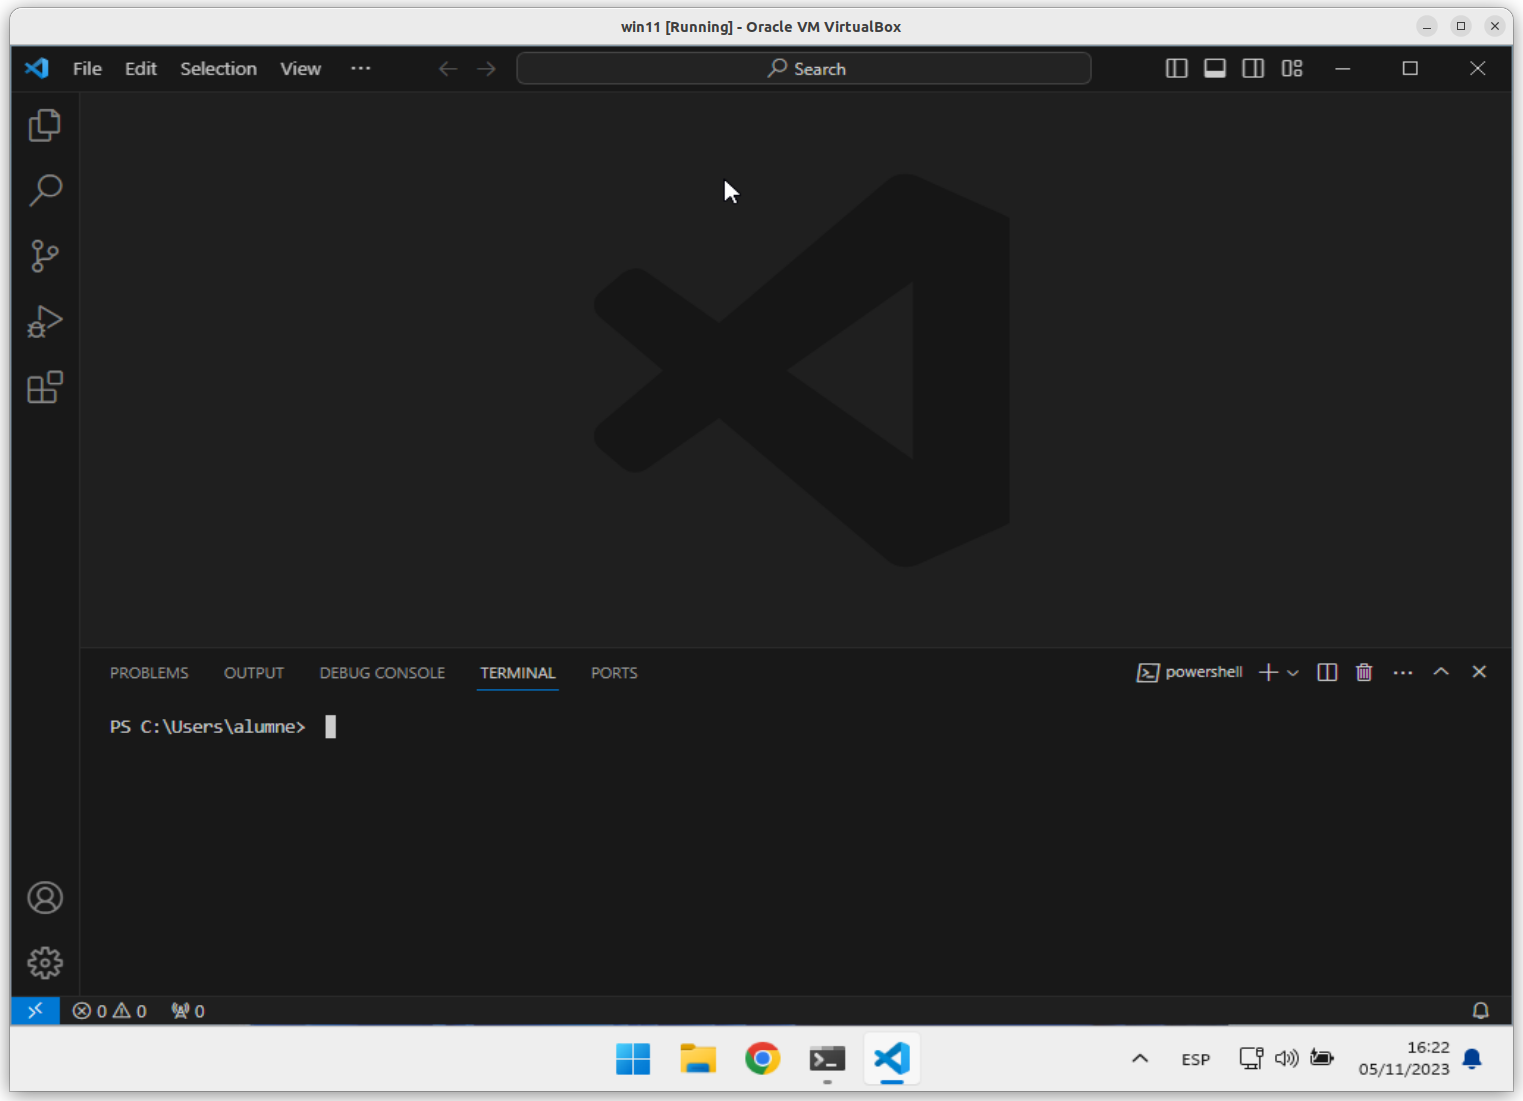 win11 [Running] - Oracle VM VirtualBox
File Edit Selection View ··· Search
PROBLEMS OUTPUT DEBUG CONSOLE TERMINAL PORTS powershell
PS C:\Users\alumne>
0 0 0
ESP 16:22
05/11/2023